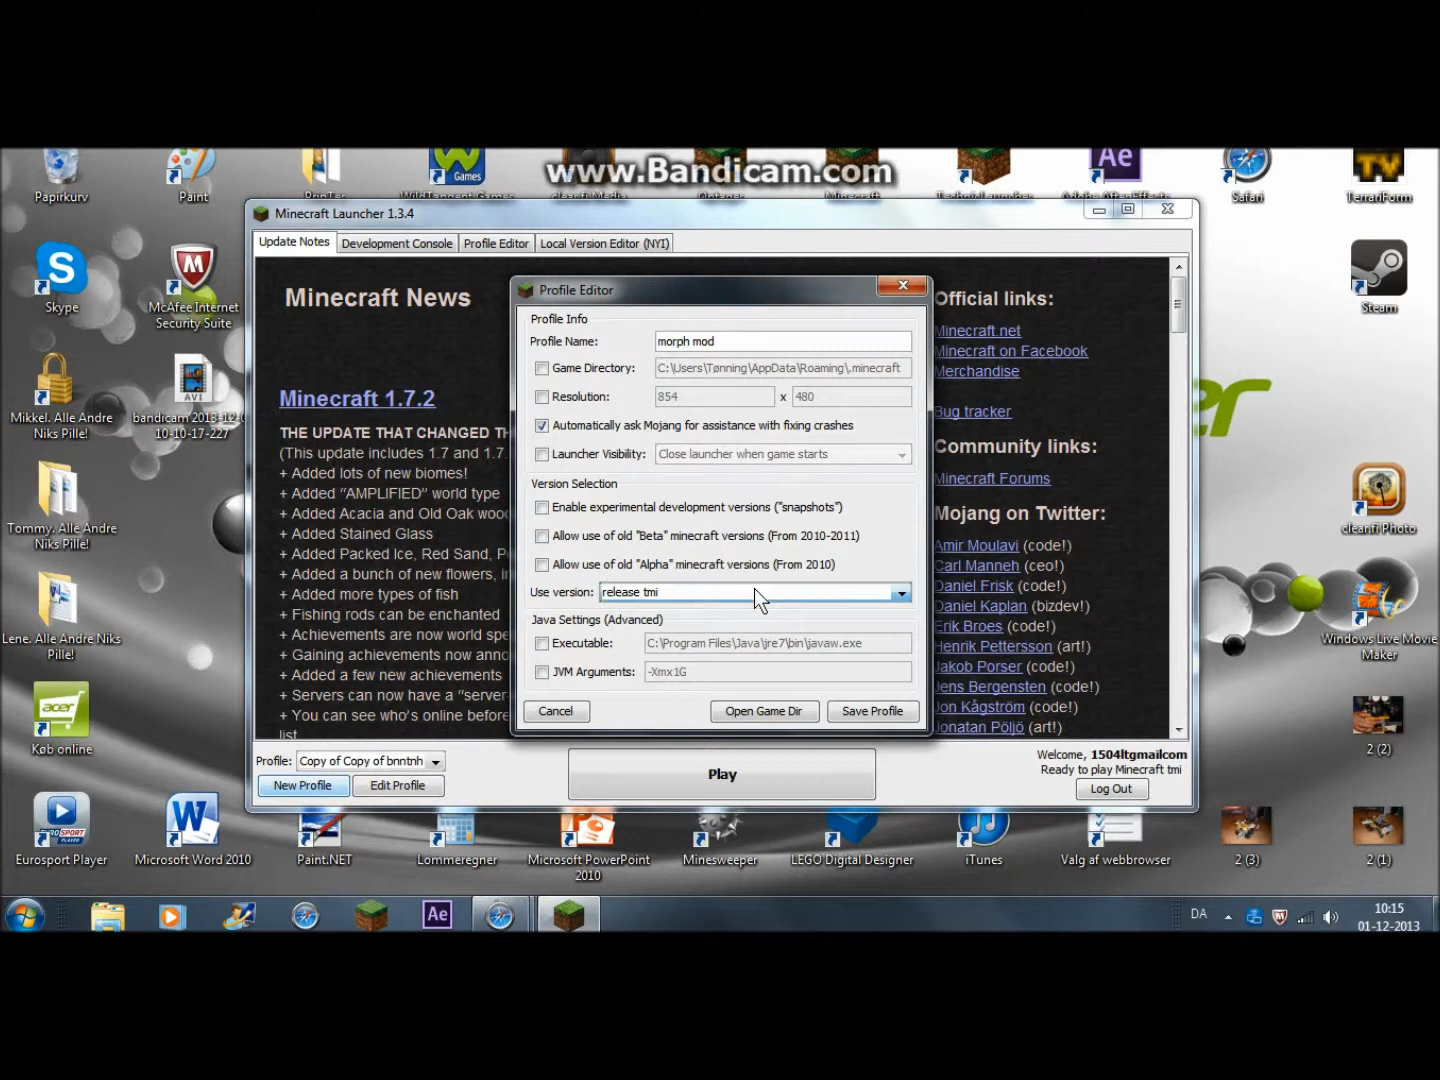 www.Bandicam.com
Papirkurv
Paint
Games
Ae
Safari
TerrariForm
Minecraft Launcher 1.3.4
Update Notes
Development Console
Profile Editor
Local Version Editor (NYI)
Skype
McAfee Internet
Security Suite
Steam
Mikkel. Alle Andre
Niks Pille!
AVI
bandicam 2013-12-0
10-10-17-227
Tommy. Alle Andre
Niks Pille!
Lene. Alle Andre Niks
Pille!
acer
Køb online
cleanfi Photo
Windows Live Movie
Maker
2 (2)
Minecraft News
Minecraft 1.7.2
THE UPDATE THAT CHANGED TH
(This update includes 1.7 and 1.7.
+ Added lots of new biomes!
+ Added "AMPLIFIED" world type
+ Added Acacia and Old Oak wood
+ Added Stained Glass
+ Added Packed Ice, Red Sand, P
+ Added a bunch of new flowers, i
+ Added more types of fish
+ Fishing rods can be enchanted
+ Achievements are now world spe
+ Gaining achievements now anno
+ Added a few new achievements
+ Servers can now have a "server-
+ You can see who's online before
list
Profile Editor
Profile Info
Profile Name:
morph mod
Game Directory:
C:\Users\Tønning\AppData\Roaming\.minecraft
Resolution:
854
x
480
Automatically ask Mojang for assistance with fixing crashes
Launcher Visibility:
Close launcher when game starts
Version Selection
Enable experimental development versions ("snapshots")
Allow use of old "Beta" minecraft versions (From 2010-2011)
Allow use of old "Alpha" minecraft versions (From 2010)
Use version:
release tmi
Java Settings (Advanced)
Executable:
C:\Program Files\Java\jre7\bin\javaw.exe
JVM Arguments:
-Xmx1G
Cancel
Open Game Dir
Save Profile
Official links:
Minecraft.net
Minecraft on Facebook
Merchandise
Bug tracker
Community links:
Minecraft Forums
Mojang on Twitter:
Amir Moulavi (code!)
Carl Manneh (ceo!)
Daniel Frisk (code!)
Daniel Kaplan (bizdev!)
Erik Broes (code!)
Henrik Pettersson (art!)
Jakob Porser (code!)
Jens Bergensten (code!)
Jon Kågström (code!)
Jonatan Pöljö (art!)
Profile:
Copy of Copy of bnntnh
New Profile
Edit Profile
Play
Welcome, 1504ltgmailcom
Ready to play Minecraft tmi
Log Out
Eurosport Player
Microsoft Word 2010
Paint.NET
Lommeregner
Microsoft PowerPoint
2010
Minesweeper
LEGO Digital Designer
iTunes
Valg af webbrowser
2 (3)
2 (1)
Ae
DA
10:15
01-12-2013